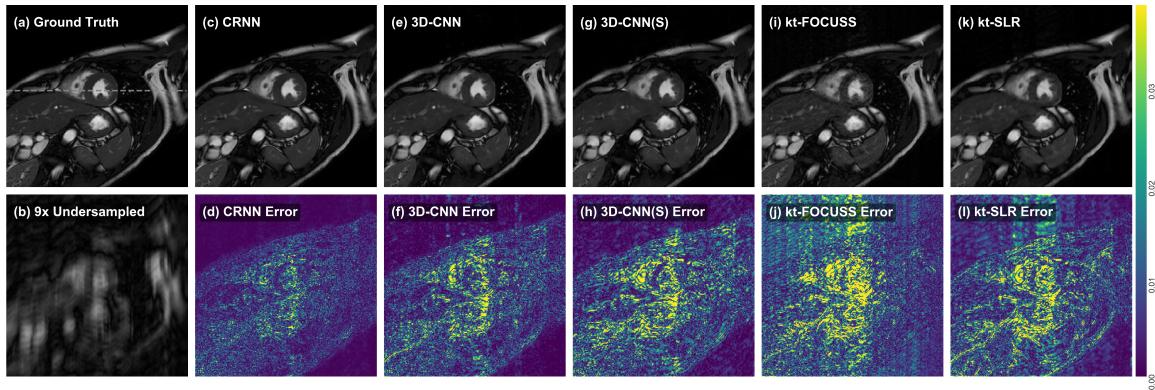 (a) Ground Truth
(c) CRNN
(e) 3D-CNN
(g) 3D-CNN(S)
(i) kt-FOCUSS
(k) kt-SLR
(b) 9x Undersampled
(d) CRNN Error
(f) 3D-CNN Error
(h) 3D-CNN(S) Error
(j) kt-FOCUSS Error
(l) kt-SLR Error
0.03
0.02
0.01
0.00